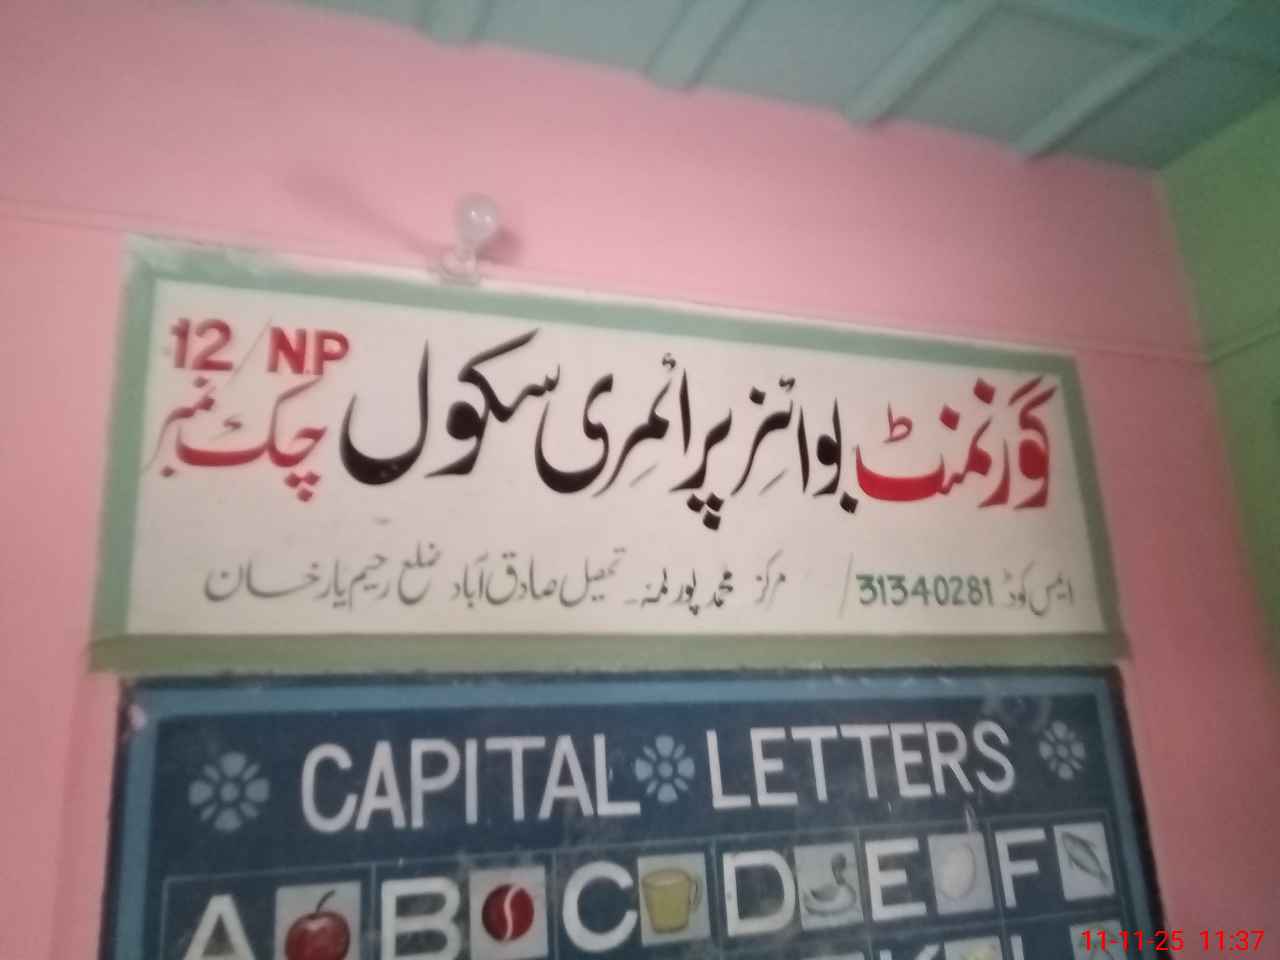 گورنمنٹ بوائز پرائمری سکول چک نمبر 12/N.P
ایس کوڈ 31340281 / مرکز محمد پور لمہ۔ تحصیل صادق آباد ضلع رحیم یار خان
CAPITAL LETTERS
A B C D E F
K L
11-11-25 11:37